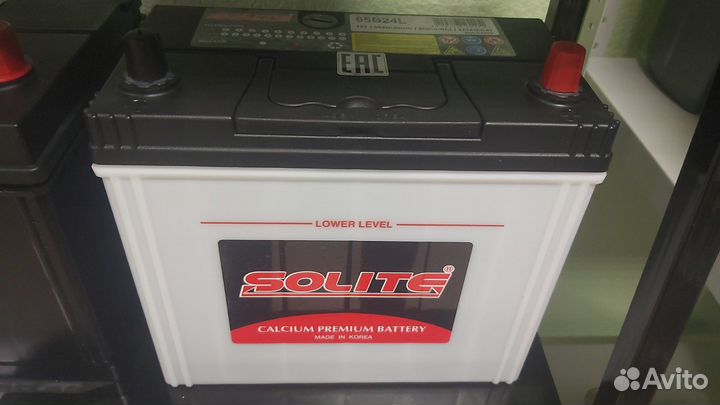 65B24L
EAC
LOWER LEVEL
SOLITE®
CALCIUM PREMIUM BATTERY
MADE IN KOREA
Avito